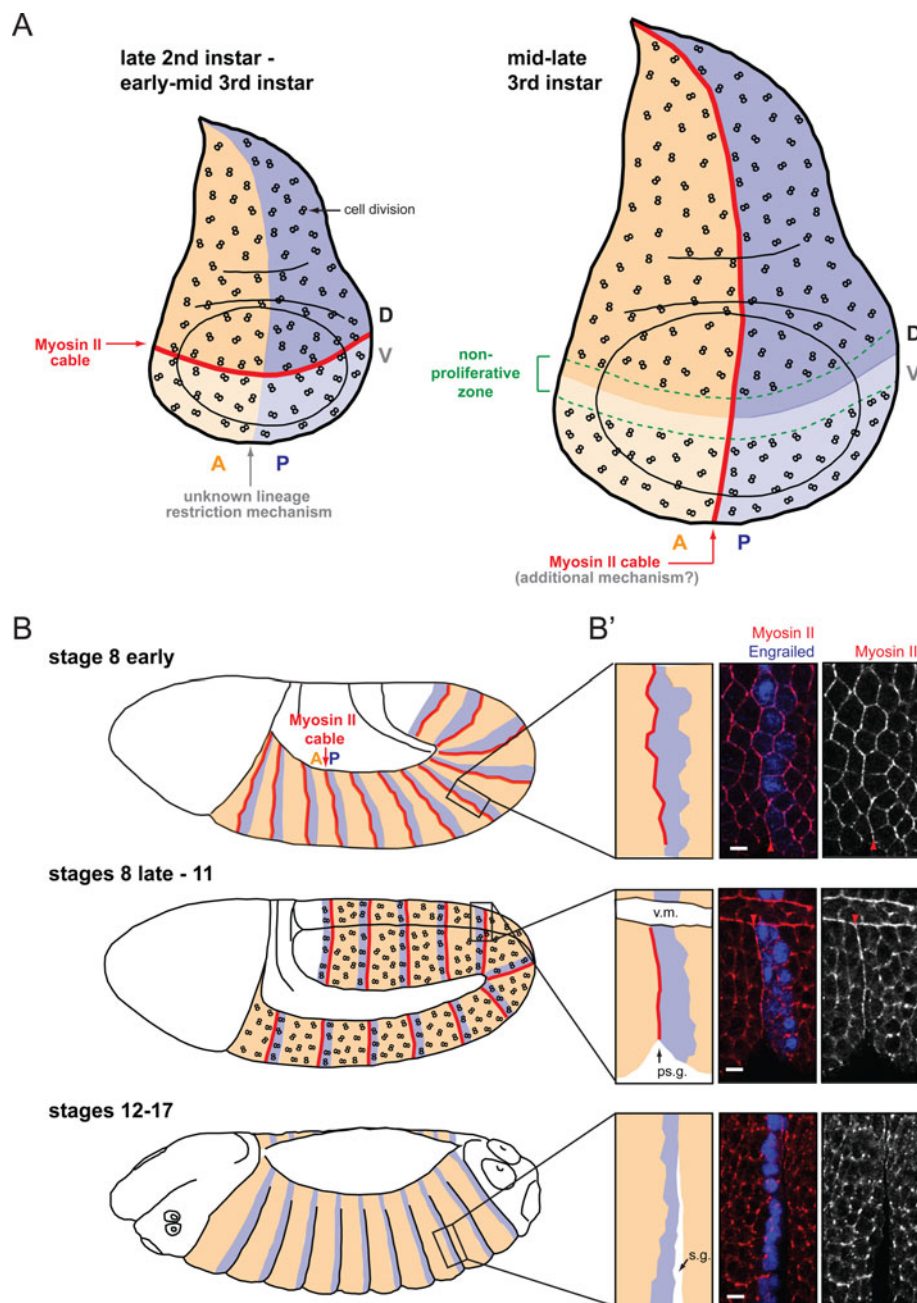 A
late 2nd instar -
early-mid 3rd instar
mid-late
3rd instar
cell division
Myosin II
cable
D
V
A P
unknown lineage
restriction mechanism
non-
proliferative
zone
D
V
A P
Myosin II cable
(additional mechanism?)
B
B'
stage 8 early
Myosin II
cable
A P
Myosin II
Engrailed
Myosin II
stages 8 late - 11
v.m.
ps.g.
stages 12-17
s.g.